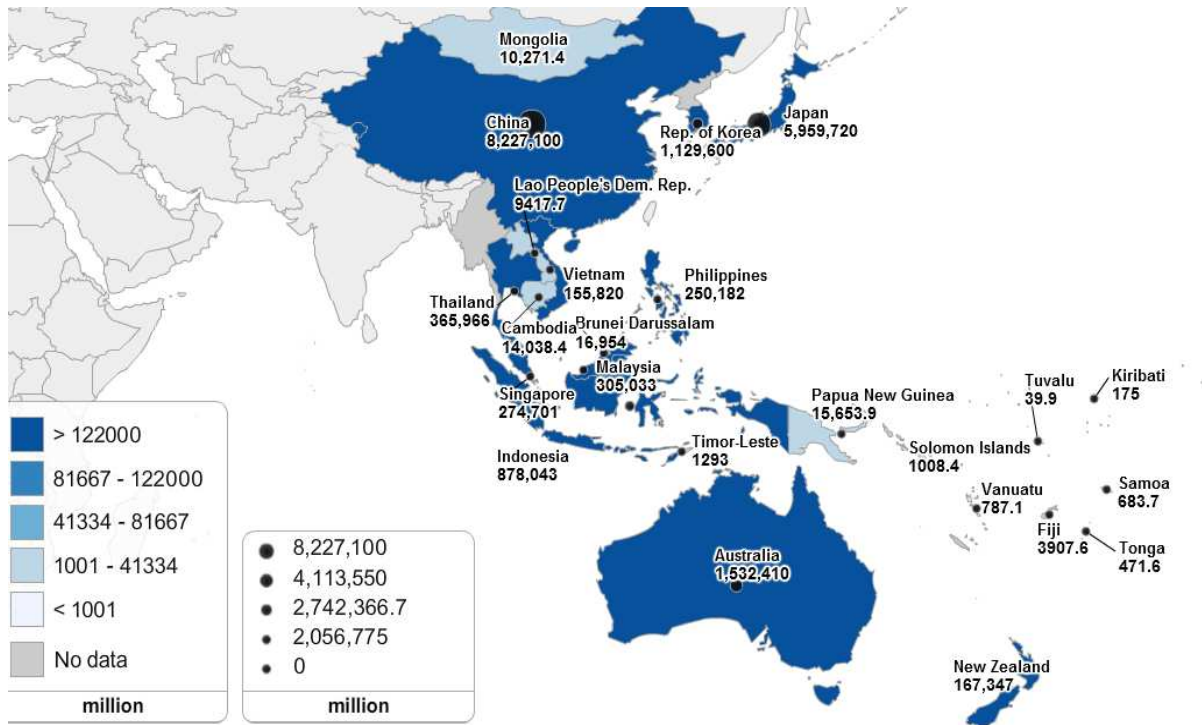 Mongolia
10,271.4
China
8,227,100
Japan
5,959,720
Rep. of Korea
1,129,600
Lao People's Dem. Rep.
9417.7
Vietnam
155,820
Philippines
250,182
Thailand
365,966
Cambodia
14,038.4
Brunei Darussalam
16,954
Malaysia
305,033
Singapore
274,701
Indonesia
878,043
Timor-Leste
1293
Papua New Guinea
15,653.9
Solomon Islands
1008.4
Tuvalu
39.9
Kiribati
175
Vanuatu
787.1
Samoa
683.7
Fiji
3907.6
Tonga
471.6
Australia
1,532,410
New Zealand
167,347
> 122000
81667 - 122000
41334 - 81667
1001 - 41334
< 1001
No data
million
8,227,100
4,113,550
2,742,366.7
2,056,775
0
million